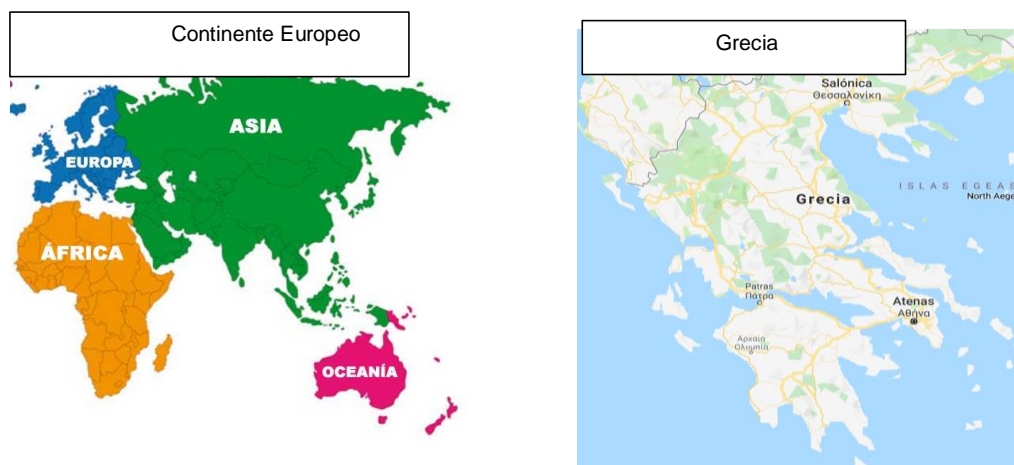 Continente Europeo
ASIA
EUROPA
ÁFRICA
OCEANÍA
Grecia
Salónica
Θεσσαλονίκη
ISLAS EGEAS
North Aege
Grecia
Patras
Πάτρα
Atenas
Αθήνα
Αρχαία
Ολυμπία